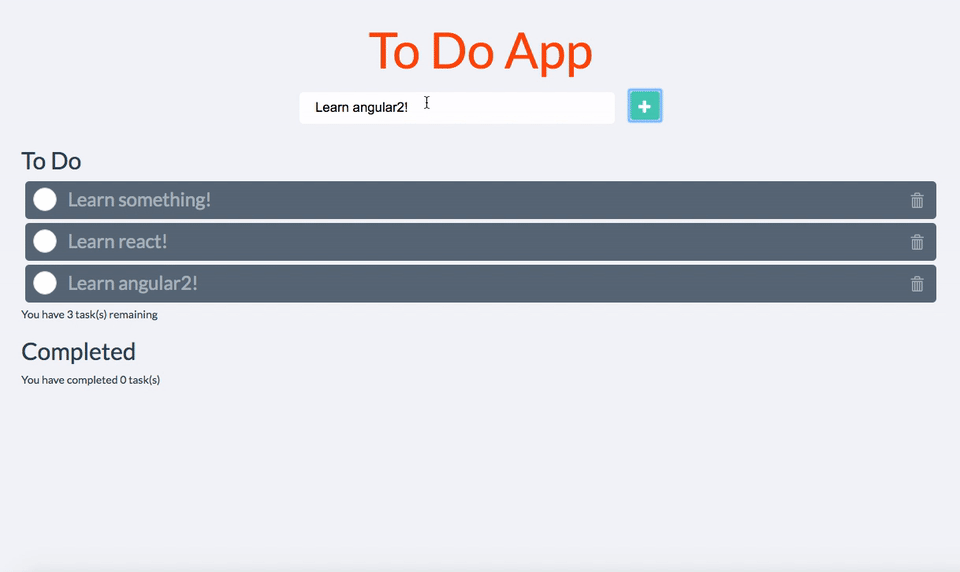 To Do App
Learn angular2!
To Do
Learn something!
Learn react!
Learn angular2!
You have 3 task(s) remaining
Completed
You have completed 0 task(s)